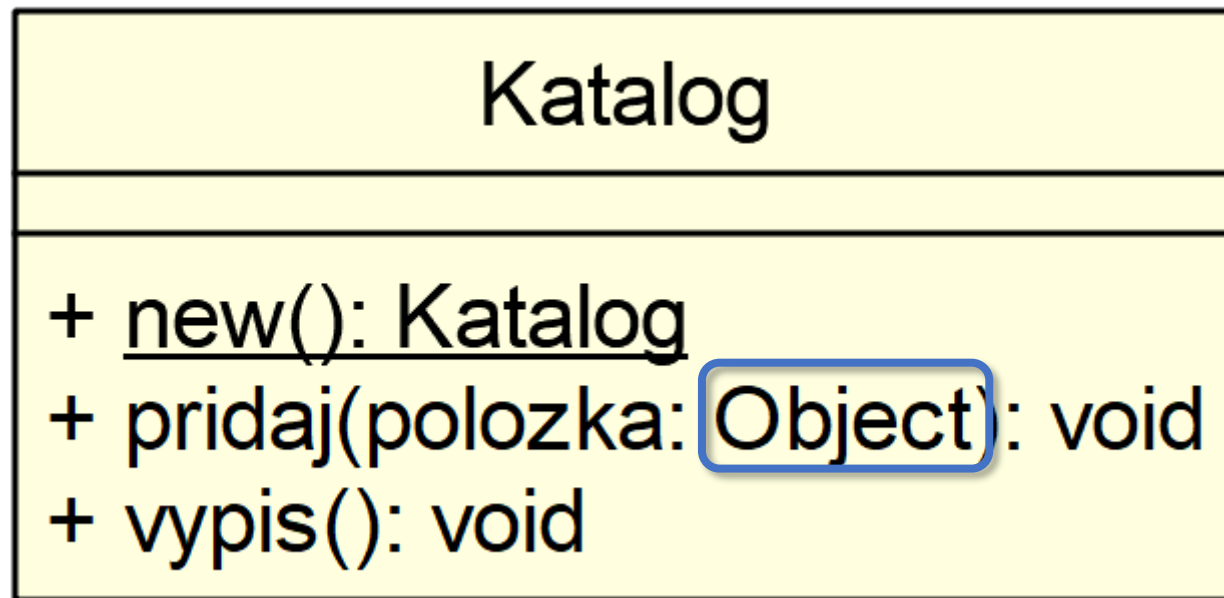 Katalog
+ new(): Katalog
+ pridaj(polozka: Object): void
+ vypis(): void